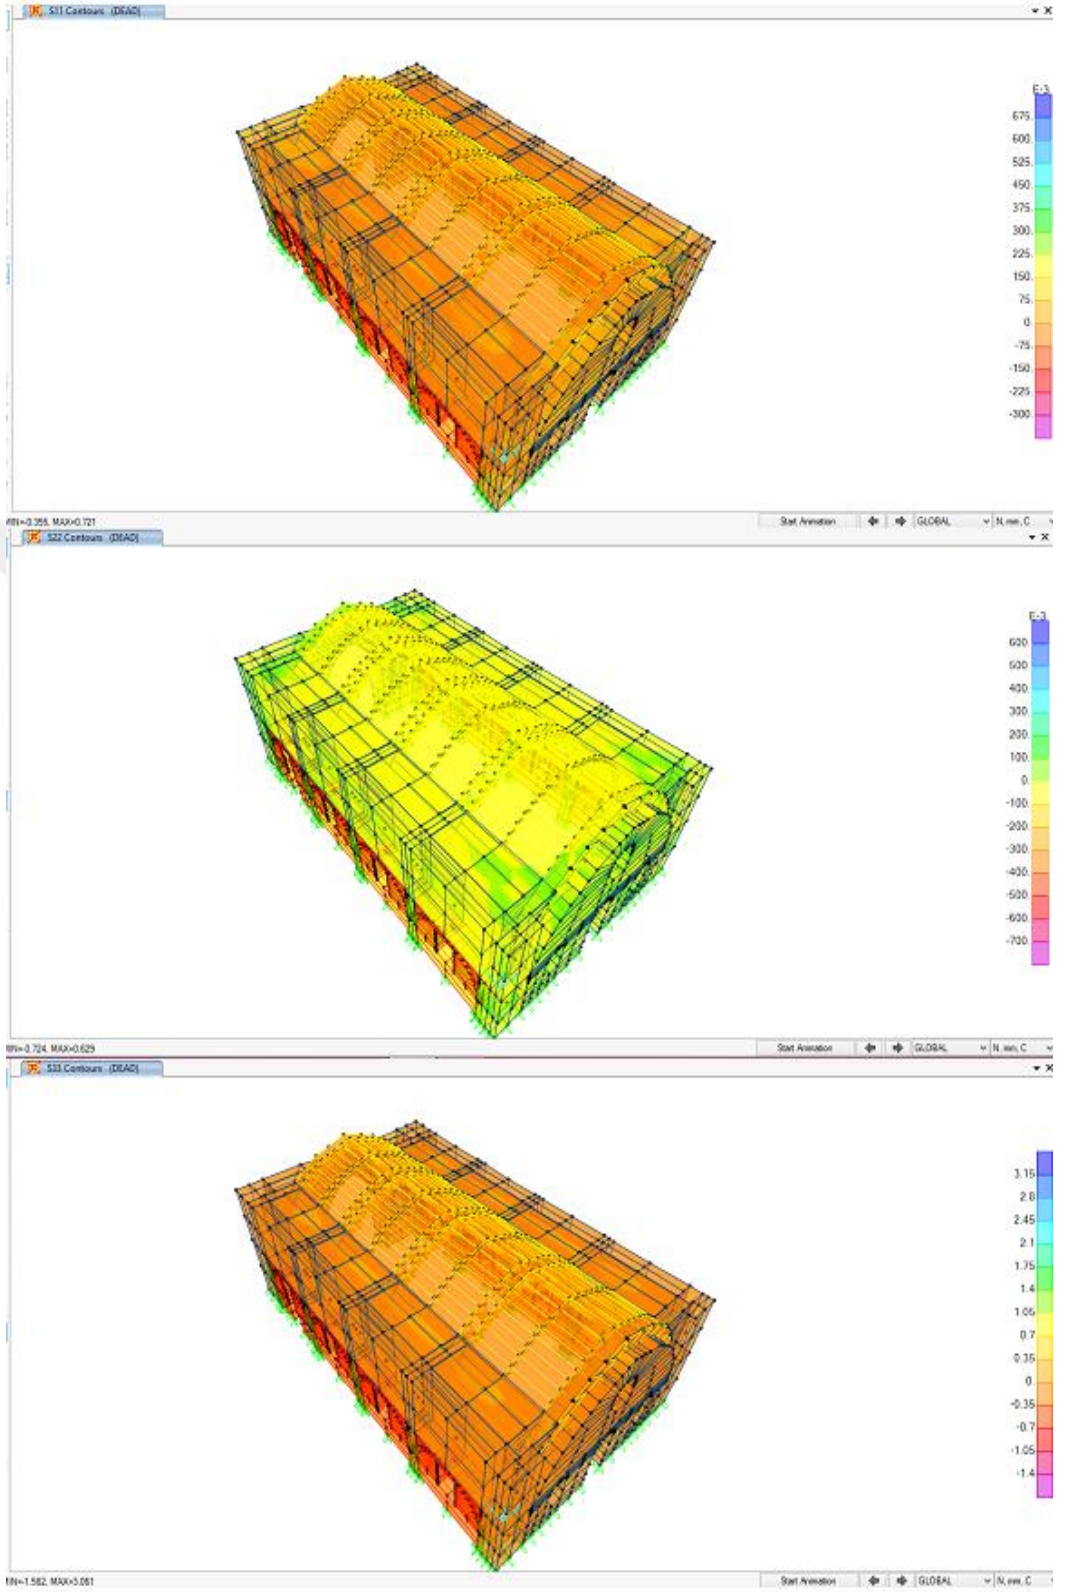 S11 Contours (DEAD)
E-3
675.
600.
525.
450.
375.
300.
225.
150.
75.
0.
-75.
-150.
-225.
-300.
MIN=-0.355, MAX=0.721
Start Animation
GLOBAL
N, mm, C
S22 Contours (DEAD)
E-3
600.
500.
400.
300.
200.
100.
0.
-100.
-200.
-300.
-400.
-500.
-600.
-700.
MIN=-0.724, MAX=0.629
Start Animation
GLOBAL
N, mm, C
S33 Contours (DEAD)
3.15
2.8
2.45
2.1
1.75
1.4
1.05
0.7
0.35
0.
-0.35
-0.7
-1.05
-1.4
MIN=-1.582, MAX=3.061
Start Animation
GLOBAL
N, mm, C